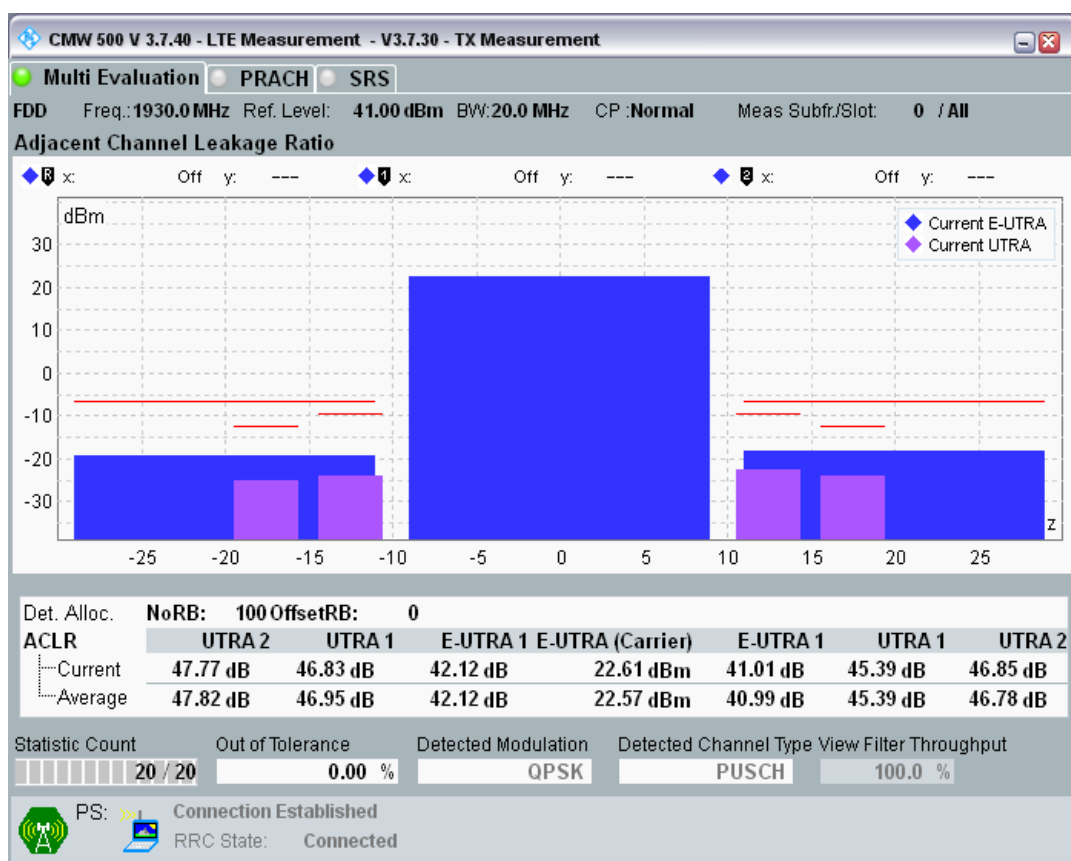 CMW 500 V 3.7.40 - LTE Measurement - V3.7.30 - TX Measurement
Multi Evaluation PRACH SRS
FDD Freq.: 1930.0 MHz Ref. Level: 41.00 dBm BW: 20.0 MHz CP : Normal Meas Subfr./Slot: 0 / All
Adjacent Channel Leakage Ratio
R x: Off y: --- 1 x: Off y: --- 2 x: Off y: ---
dBm
Current E-UTRA
Current UTRA
30
20
10
0
-10
-20
-30
z
-25 -20 -15 -10 -5 0 5 10 15 20 25
Det. Alloc. NoRB: 100 OffsetRB: 0
ACLR UTRA 2 UTRA 1 E-UTRA 1 E-UTRA (Carrier) E-UTRA 1 UTRA 1 UTRA 2
Current 47.77 dB 46.83 dB 42.12 dB 22.61 dBm 41.01 dB 45.39 dB 46.85 dB
Average 47.82 dB 46.95 dB 42.12 dB 22.57 dBm 40.99 dB 45.39 dB 46.78 dB
Statistic Count Out of Tolerance Detected Modulation Detected Channel Type View Filter Throughput
20 / 20 0.00 % QPSK PUSCH 100.0 %
PS: Connection Established
RRC State: Connected